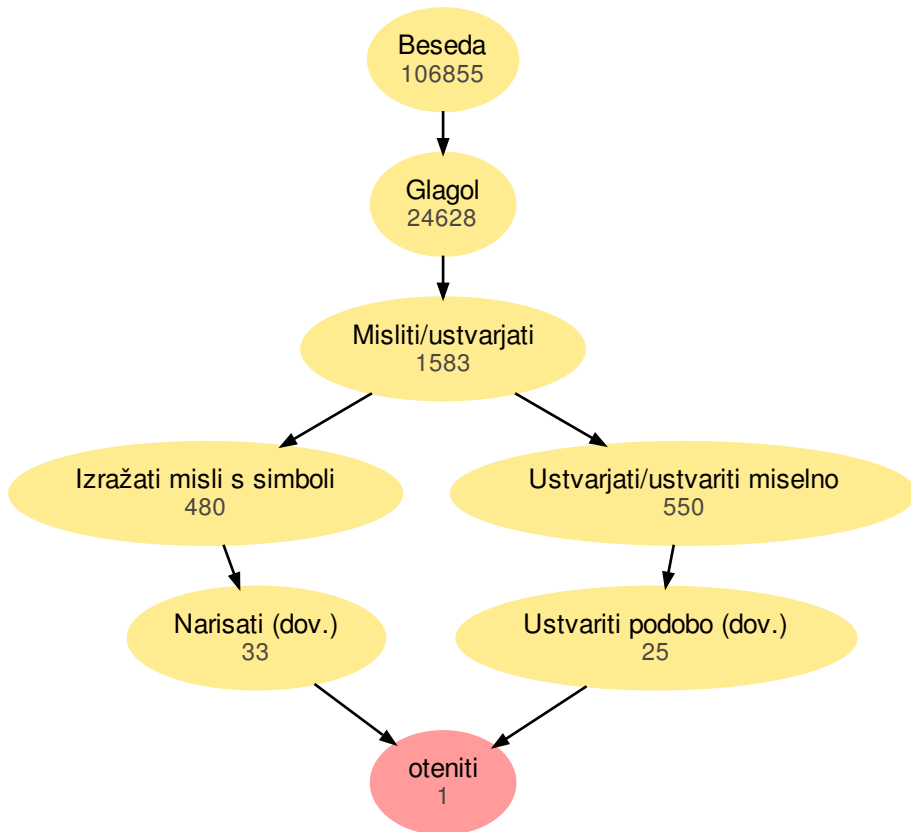 Beseda
106855
Glagol
24628
Misliti/ustvarjati
1583
Izražati misli s simboli
480
Ustvarjati/ustvariti miselno
550
Narisati (dov.)
33
Ustvariti podobo (dov.)
25
oteniti
1